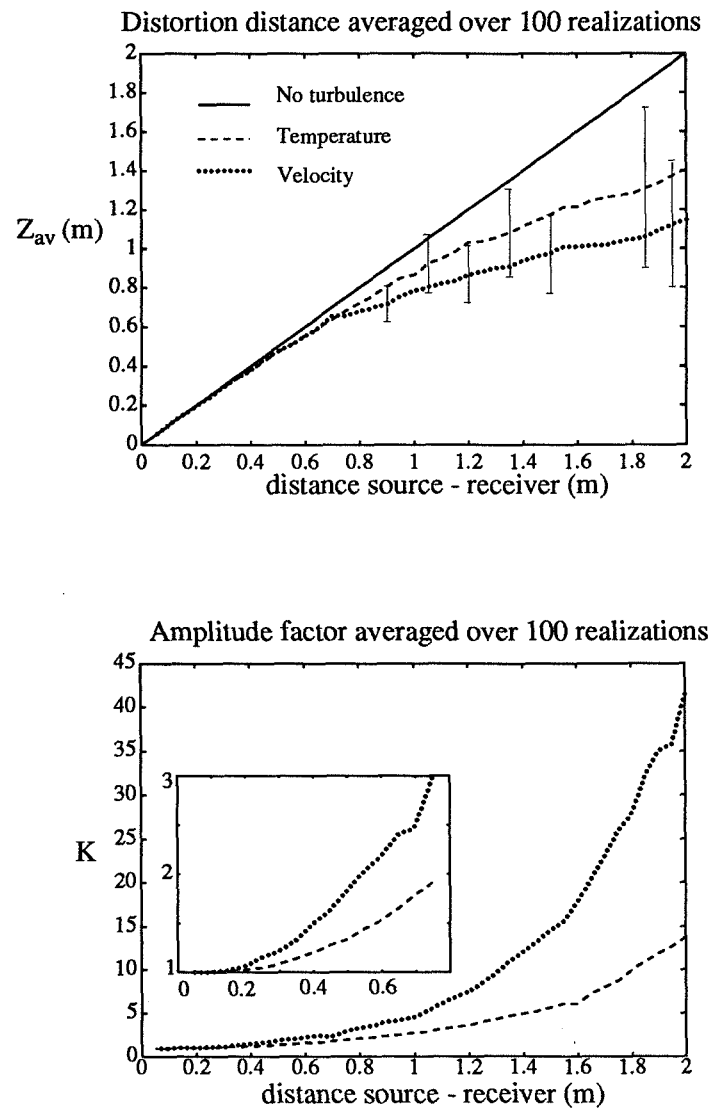 Distortion distance averaged over 100 realizations
2
1.8
1.6
1.4
1.2
1
0.8
0.6
0.4
0.2
0
Z_av (m)
No turbulence
Temperature
Velocity
0 0.2 0.4 0.6 0.8 1 1.2 1.4 1.6 1.8 2
distance source - receiver (m)
Amplitude factor averaged over 100 realizations
45
40
35
30
25
20
15
10
5
0
K
3
2
1
0 0.2 0.4 0.6
0.2 0.4 0.6 0.8 1 1.2 1.4 1.6 1.8 2
distance source - receiver (m)